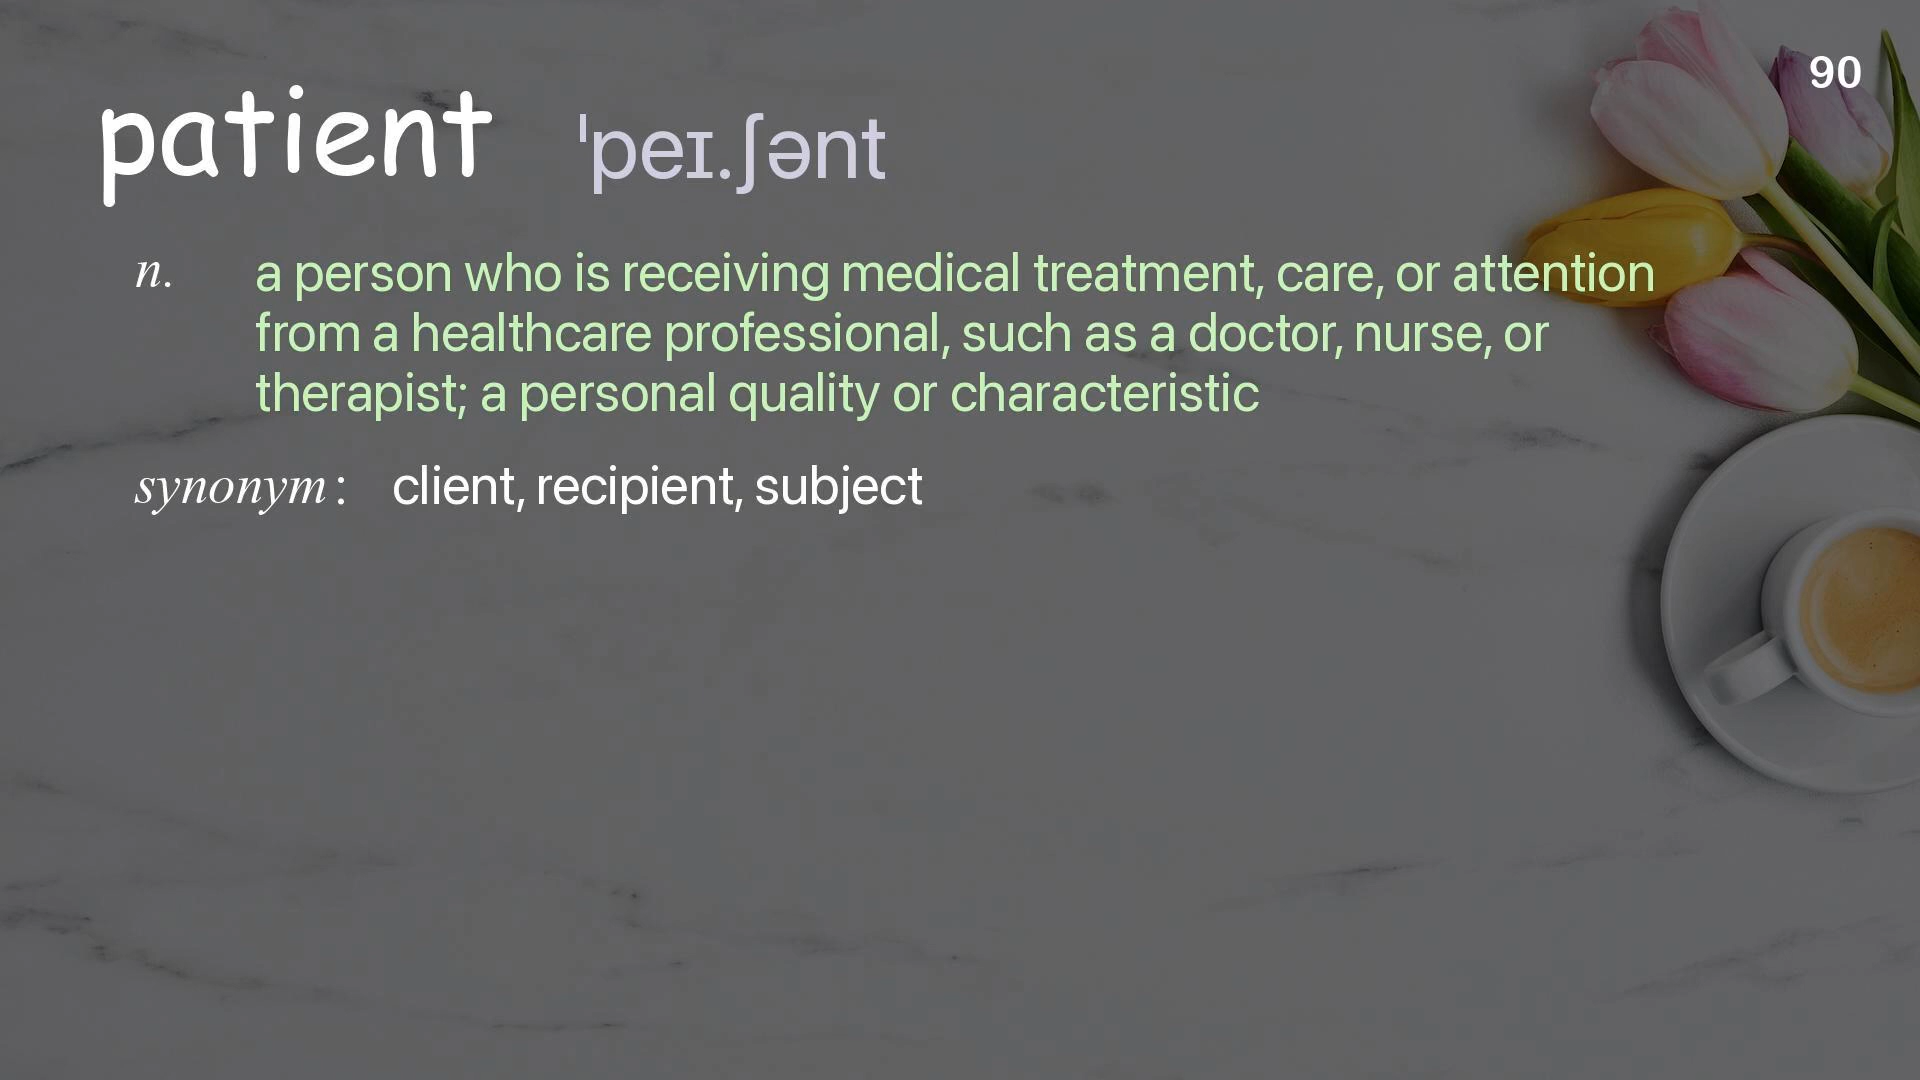 90
patient ˈpeɪ.ʃənt
n. a person who is receiving medical treatment, care, or attention
from a healthcare professional, such as a doctor, nurse, or
therapist; a personal quality or characteristic
synonym : client, recipient, subject